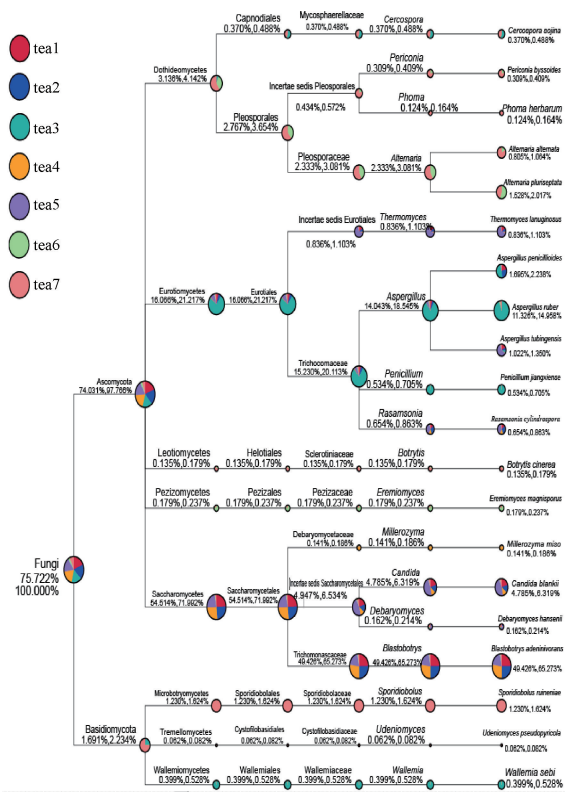 tea1
tea2
tea3
tea4
tea5
tea6
tea7
Fungi
75.722%
100.000%
Ascomycota
74.031%,97.766%
Basidiomycota
1.691%,2.234%
Dothideomycetes
3.136%,4.142%
Capnodiales
0.370%,0.488%
Mycosphaerellaceae
0.370%,0.488%
Cercospora
0.370%,0.488%
Cercospora sojina
0.370%,0.488%
Pleosporales
2.767%,3.654%
Incertae sedis Pleosporales
0.434%,0.572%
Periconia
0.309%,0.409%
Periconia byssoides
0.309%,0.409%
Phoma
0.124%,0.164%
Phoma herbarum
0.124%,0.164%
Pleosporaceae
2.333%,3.081%
Alternaria
2.333%,3.081%
Alternaria alternata
0.805%,1.064%
Alternaria pluriseptata
1.528%,2.017%
Eurotiomycetes
16.066%,21.217%
Eurotiales
16.066%,21.217%
Incertae sedis Eurotiales
0.836%,1.103%
Thermomyces
0.836%,1.103%
Thermomyces lanuginosus
0.836%,1.103%
Trichocomaceae
15.230%,20.113%
Aspergillus
14.043%,18.545%
Aspergillus penicillioides
1.695%,2.238%
Aspergillus ruber
11.326%,14.958%
Aspergillus tubingensis
1.022%,1.350%
Penicillium
0.534%,0.705%
Penicillium jiangxiense
0.534%,0.705%
Rasamsonia
0.654%,0.863%
Rasamsonia cylindrospora
0.654%,0.863%
Leotiomycetes
0.135%,0.179%
Helotiales
0.135%,0.179%
Sclerotiniaceae
0.135%,0.179%
Botrytis
0.135%,0.179%
Botrytis cinerea
0.135%,0.179%
Pezizomycetes
0.179%,0.237%
Pezizales
0.179%,0.237%
Pezizaceae
0.179%,0.237%
Eremiomyces
0.179%,0.237%
Eremiomyces magnisporus
0.179%,0.237%
Saccharomycetes
54.514%,71.992%
Saccharomycetales
54.514%,71.992%
Debaryomycetaceae
0.141%,0.186%
Millerozyma
0.141%,0.186%
Millerozyma miso
0.141%,0.186%
Incertae sedis Saccharomycetales
4.947%,6.534%
Candida
4.785%,6.319%
Candida blankii
4.785%,6.319%
Debaryomyces
0.162%,0.214%
Debaryomyces hansenii
0.162%,0.214%
Trichomonascaceae
49.426%,65.273%
Blastobotrys
49.426%,65.273%
Blastobotrys adeninivorans
49.426%,65.273%
Microbotryomycetes
1.230%,1.624%
Sporidiobolales
1.230%,1.624%
Sporidiobolaceae
1.230%,1.624%
Sporidiobolus
1.230%,1.624%
Sporidiobolus ruineniae
1.230%,1.624%
Tremellomycetes
0.062%,0.082%
Cystofilobasidiales
0.062%,0.082%
Cystofilobasidiaceae
0.062%,0.082%
Udeniomyces
0.062%,0.082%
Udeniomyces pseudopyricola
0.062%,0.082%
Wallemiomycetes
0.399%,0.528%
Wallemiales
0.399%,0.528%
Wallemiaceae
0.399%,0.528%
Wallemia
0.399%,0.528%
Wallemia sebi
0.399%,0.528%